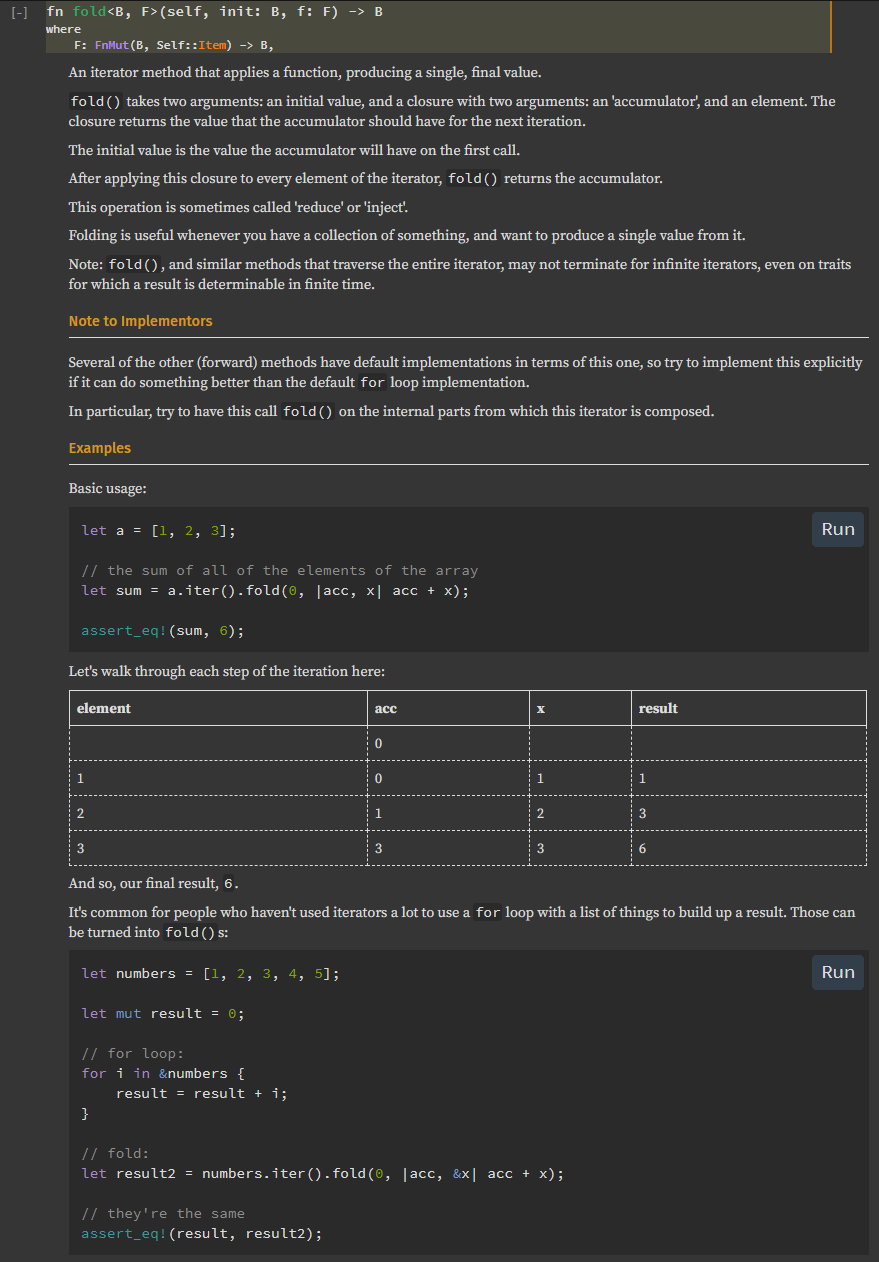 [-] fn fold<B, F>(self, init: B, f: F) -> B
where
    F: FnMut(B, Self::Item) -> B,
An iterator method that applies a function, producing a single, final value.
fold() takes two arguments: an initial value, and a closure with two arguments: an 'accumulator', and an element. The
closure returns the value that the accumulator should have for the next iteration.
The initial value is the value the accumulator will have on the first call.
After applying this closure to every element of the iterator, fold() returns the accumulator.
This operation is sometimes called 'reduce' or 'inject'.
Folding is useful whenever you have a collection of something, and want to produce a single value from it.
Note: fold(), and similar methods that traverse the entire iterator, may not terminate for infinite iterators, even on traits
for which a result is determinable in finite time.
Note to Implementors
Several of the other (forward) methods have default implementations in terms of this one, so try to implement this explicitly
if it can do something better than the default for loop implementation.
In particular, try to have this call fold() on the internal parts from which this iterator is composed.
Examples
Basic usage:
let a = [1, 2, 3];
Run
// the sum of all of the elements of the array
let sum = a.iter().fold(0, |acc, x| acc + x);
assert_eq!(sum, 6);
Let's walk through each step of the iteration here:
element acc x result
0
1 0 1 1
2 1 2 3
3 3 3 6
And so, our final result, 6.
It's common for people who haven't used iterators a lot to use a for loop with a list of things to build up a result. Those can
be turned into fold()s:
let numbers = [1, 2, 3, 4, 5];
Run
let mut result = 0;
// for loop:
for i in &numbers {
    result = result + i;
}
// fold:
let result2 = numbers.iter().fold(0, |acc, &x| acc + x);
// they're the same
assert_eq!(result, result2);